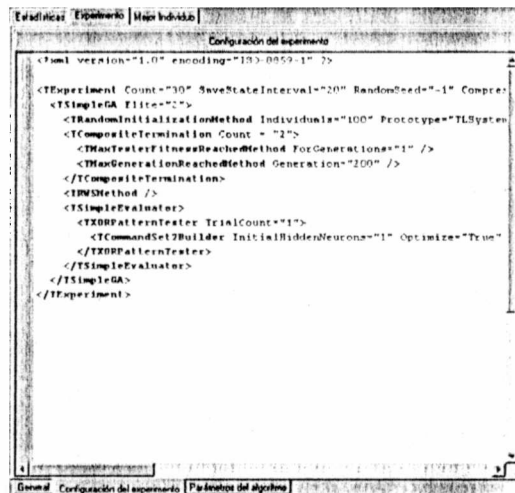 Estadísticas Experimento Mejor Individuo
Configuración del experimento
<?xml version="1.0" encoding="ISO-8859-1" ?>
<TExperiment Count="30" SaveStateInterval="20" RandomSeed="-1" Compres
<TSimpleGA Elite="2">
<TRandomInitializationMethod Individuals="100" Prototype="TLSystem
<TCompositeTermination Count = "2">
<TMaxTesterFitnessReachedMethod ForGenerations="1" />
<TMaxGenerationReachedMethod Generation="200" />
</TCompositeTermination>
<TRWSMethod />
<TSimpleEvaluator>
<TXORPatternTester TrialCount="1">
<TCommandSet2Builder InitialHiddenNeurons="1" Optimize="True"
</TXORPatternTester>
</TSimpleEvaluator>
</TSimpleGA>
</TExperiment>
General Configuración del experimento Parámetros del algoritmo